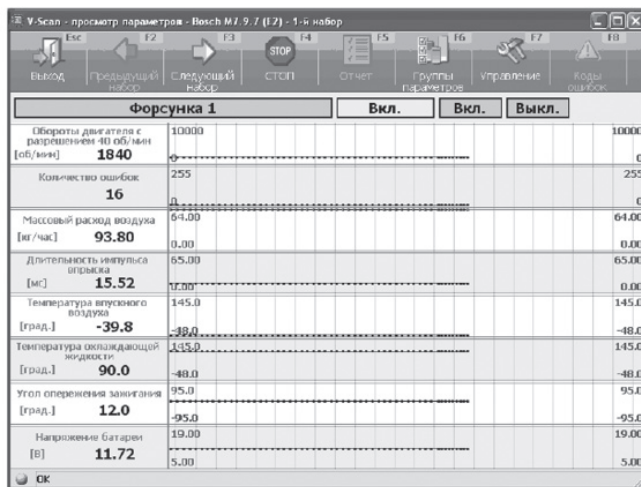 V-Scan - просмотр параметров - Bosch M7.9.7 (E2) - 1-й набор
Esc F2 F3 F4 F5 F6 F7 F8
STOP
Выход Предыдущий набор Следующий набор СТОП Отчет Группы параметров Управление Коды ошибок
Форсунка 1 Вкл. Вкл. Выкл.
Обороты двигателя с
разрешением 40 об/мин
[об/мин] 1840
10000 10000
0 0
Количество ошибок
16
255 255
0 0
Массовый расход воздуха
[кг/час] 93.80
64.00 64.00
0.00 0.00
Длительность импульса
впрыска
[мс] 15.52
65.00 65.00
0.00 0.00
Температура впускного
воздуха
[град.] -39,8
145.0 145.0
-48.0 -48.0
Температура охлаждающей
жидкости
[град.] 90.0
145.0 145.0
-48.0 -48.0
Угол опережения зажигания
[град.] 12.0
95.0 95.0
-95.0 -95.0
Напряжение батареи
[В] 11.72
19.00 19.00
5.00 5.00
OK